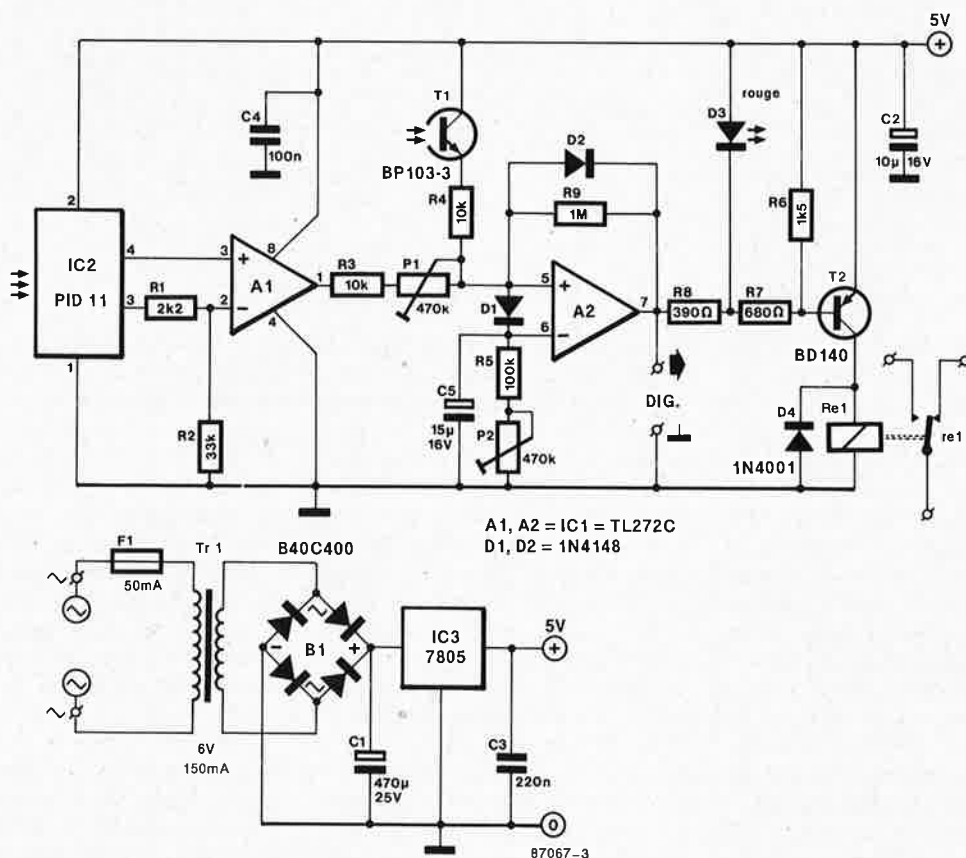 5V
+
T1
rouge
D3
C4
100n
C2
10µ 16V
BP103-3
D2
R9
1M
R4
10k
R6
1k5
2
IC2
PID 11
4
3
1
R1
2k2
3
+
2
−
8
A1
4
1
R3
10k
P1
470k
5
+
D1
6
−
A2
7
R8
390Ω
R7
680Ω
T2
BD140
R5
100k
C5
15µ
16V
P2
470k
DIG.
R2
33k
D4
1N4001
Re1
re1
A1, A2 = IC1 = TL272C
D1, D2 = 1N4148
F1
50mA
Tr 1
B40C400
~
~
~
~
−
B1
+
~
~
IC3
7805
5V
+
6V
150mA
C1
470µ
25V
C3
220n
0
87067-3